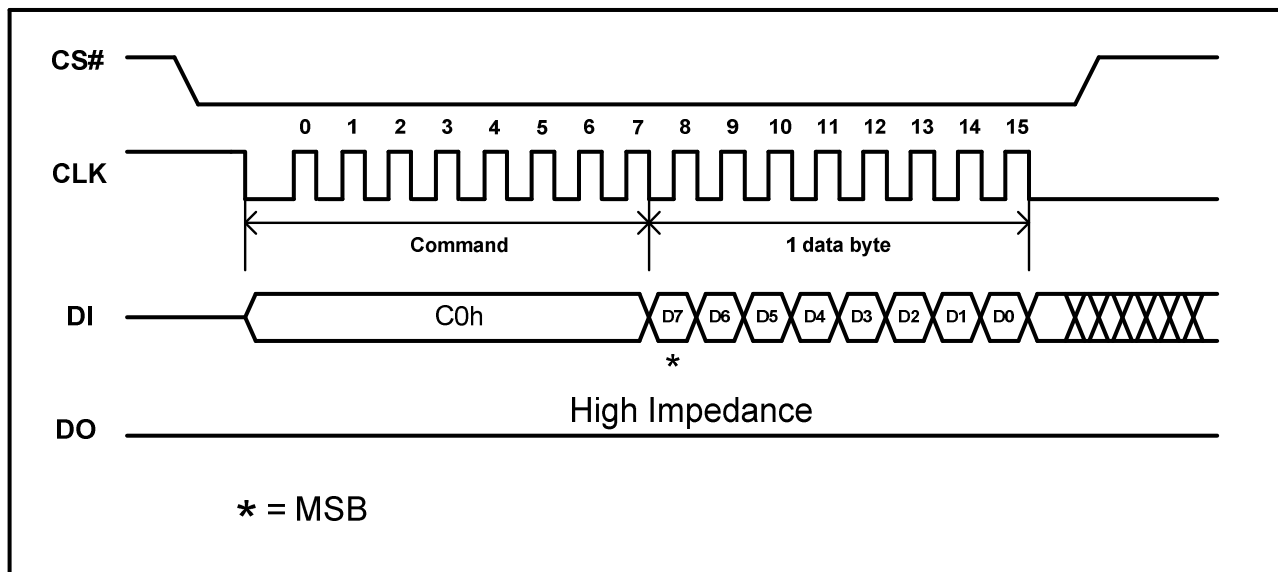 CS#
0 1 2 3 4 5 6 7 8 9 10 11 12 13 14 15
CLK
Command 1 data byte
DI C0h D7 D6 D5 D4 D3 D2 D1 D0
*
High Impedance
DO
* = MSB